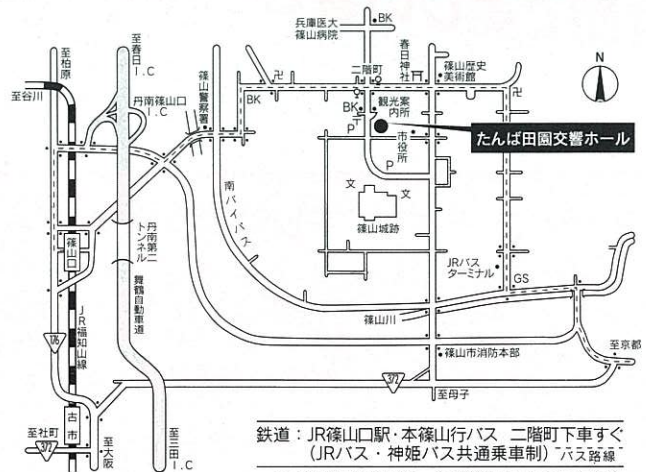 兵庫医大
篠山病院
BK
至柏原
至春日
I.C
至谷川
丹南篠山口
I.C
篠山警察署
卍
BK
二階町
春日神社
篠山歴史
美術館
卍
N
BK
観光案
内所
〒
P
市役所
たんば田園交響ホール
P
文
文
篠山城跡
南バイパス
丹南第二
トンネル
篠山口
舞鶴自動車道
JR福知山線
JRバス
ターミナル
GS
篠山川
176
篠山市消防本部
至京都
372
至母子
古市
至社町
372
至大阪
至三田
I.C
鉄道：JR篠山口駅・本篠山行バス 二階町下車すぐ
(JRバス・神姫バス共通乗車制)
バス路線